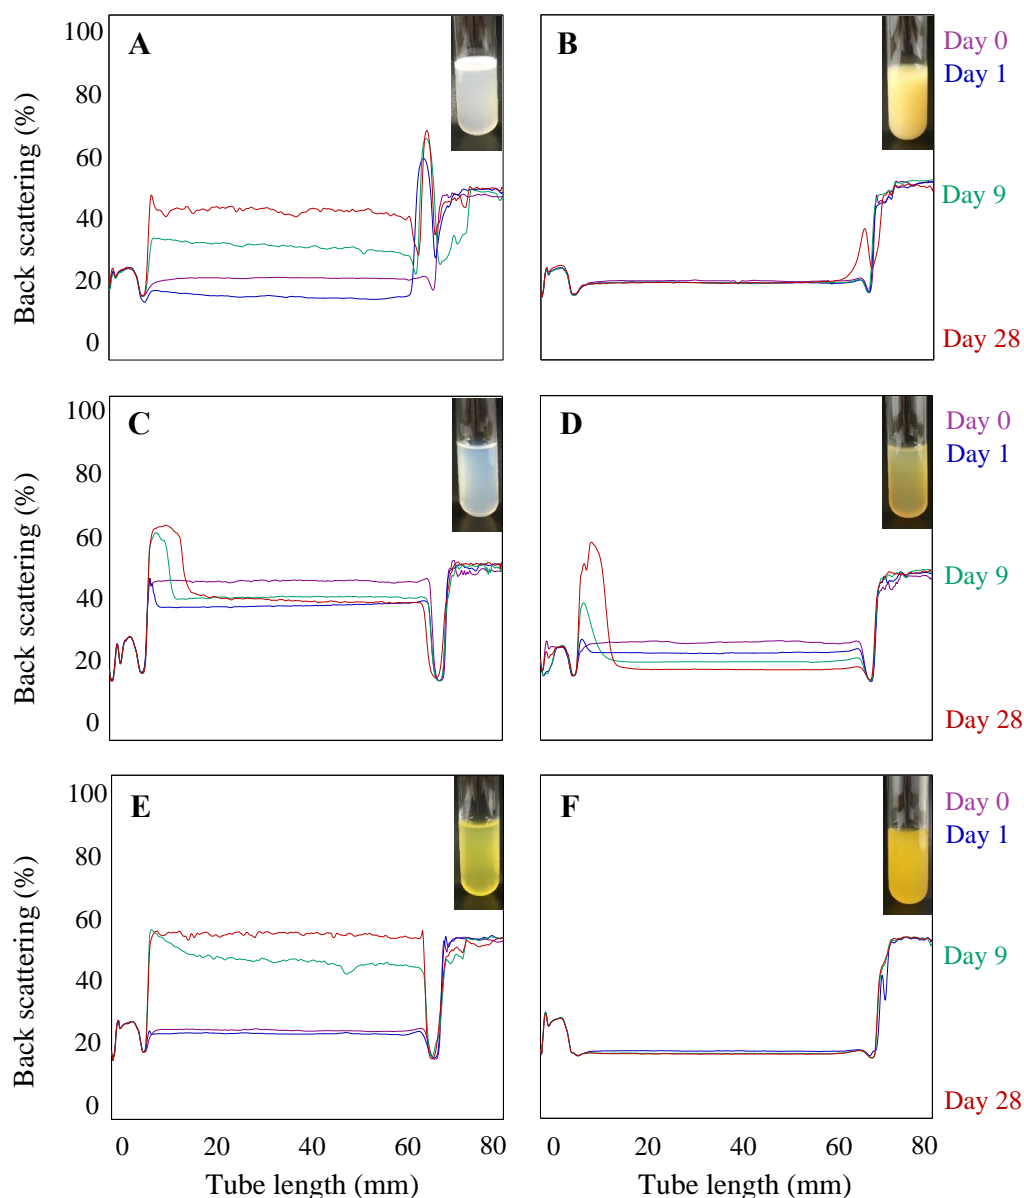 A
B
Day 0
Day 1
Day 9
Day 28
Back scattering (%)
100
80
60
40
20
0
C
D
Day 0
Day 1
Day 9
Day 28
Back scattering (%)
100
80
60
40
20
0
E
F
Day 0
Day 1
Day 9
Day 28
Back scattering (%)
100
80
60
40
20
0
0 20 40 60 80
0 20 40 60 80
Tube length (mm)
Tube length (mm)